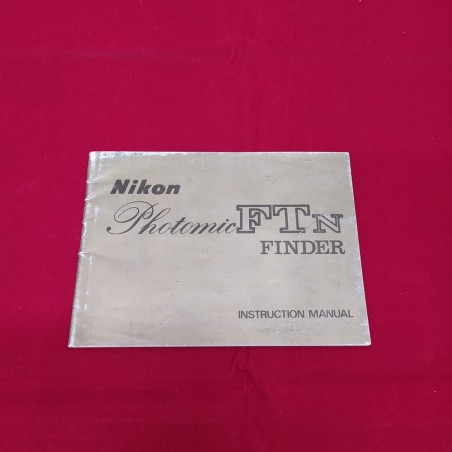 Nikon
Photomic FTN
FINDER
INSTRUCTION MANUAL